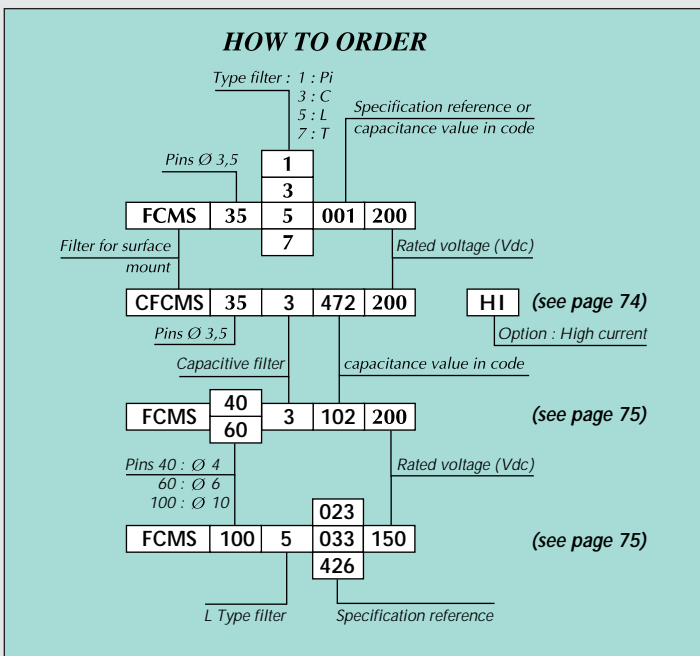 HOW TO ORDER
Type filter : 1 : Pi
3 : C
5 : L
7 : T
Specification reference or
capacitance value in code
Pins Ø 3,5
1
3
FCMS 35 5 001 200
7
Filter for surface
mount
Rated voltage (Vdc)
CFCMS 35 3 472 200 HI (see page 74)
Pins Ø 3,5
Option : High current
Capacitive filter
capacitance value in code
40
FCMS 3 102 200 (see page 75)
60
Pins 40 : Ø 4
60 : Ø 6
100 : Ø 10
Rated voltage (Vdc)
023
FCMS 100 5 033 150 (see page 75)
426
L Type filter
Specification reference